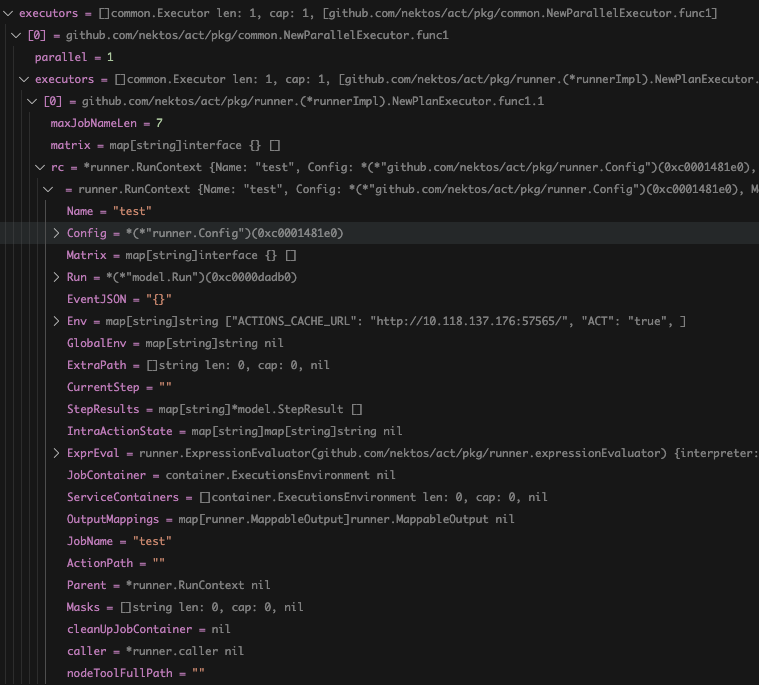 executors = []common.Executor len: 1, cap: 1, [github.com/nektos/act/pkg/common.NewParallelExecutor.func1]
[0] = github.com/nektos/act/pkg/common.NewParallelExecutor.func1
parallel = 1
executors = []common.Executor len: 1, cap: 1, [github.com/nektos/act/pkg/runner.(*runnerImpl).NewPlanExecutor.
[0] = github.com/nektos/act/pkg/runner.(*runnerImpl).NewPlanExecutor.func1.1
maxJobNameLen = 7
matrix = map[string]interface {} []
rc = *runner.RunContext {Name: "test", Config: *(*"github.com/nektos/act/pkg/runner.Config")(0xc0001481e0),
= runner.RunContext {Name: "test", Config: *(*"github.com/nektos/act/pkg/runner.Config")(0xc0001481e0), M
Name = "test"
Config = *(*"runner.Config")(0xc0001481e0)
Matrix = map[string]interface {} []
Run = *(*"model.Run")(0xc0000dadb0)
EventJSON = "{}"
Env = map[string]string ["ACTIONS_CACHE_URL": "http://10.118.137.176:57565/", "ACT": "true", ]
GlobalEnv = map[string]string nil
ExtraPath = []string len: 0, cap: 0, nil
CurrentStep = ""
StepResults = map[string]*model.StepResult []
IntraActionState = map[string]map[string]string nil
ExprEval = runner.ExpressionEvaluator(github.com/nektos/act/pkg/runner.expressionEvaluator) {interpreter:
JobContainer = container.ExecutionsEnvironment nil
ServiceContainers = []container.ExecutionsEnvironment len: 0, cap: 0, nil
OutputMappings = map[runner.MappableOutput]runner.MappableOutput nil
JobName = "test"
ActionPath = ""
Parent = *runner.RunContext nil
Masks = []string len: 0, cap: 0, nil
cleanUpJobContainer = nil
caller = *runner.caller nil
nodeToolFullPath = ""